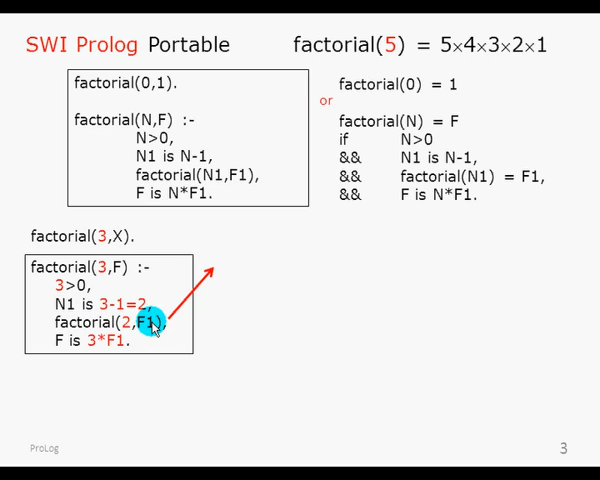 SWI Prolog Portable
factorial(5) = 5×4×3×2×1
factorial(0,1).
factorial(N,F) :-
N>0,
N1 is N-1,
factorial(N1,F1),
F is N*F1.
factorial(0) = 1
or
factorial(N) = F
if N>0
&& N1 is N-1,
&& factorial(N1) = F1,
&& F is N*F1.
factorial(3,X).
factorial(3,F) :-
3>0,
N1 is 3-1=2,
factorial(2,F1),
F is 3*F1.
ProLog
3